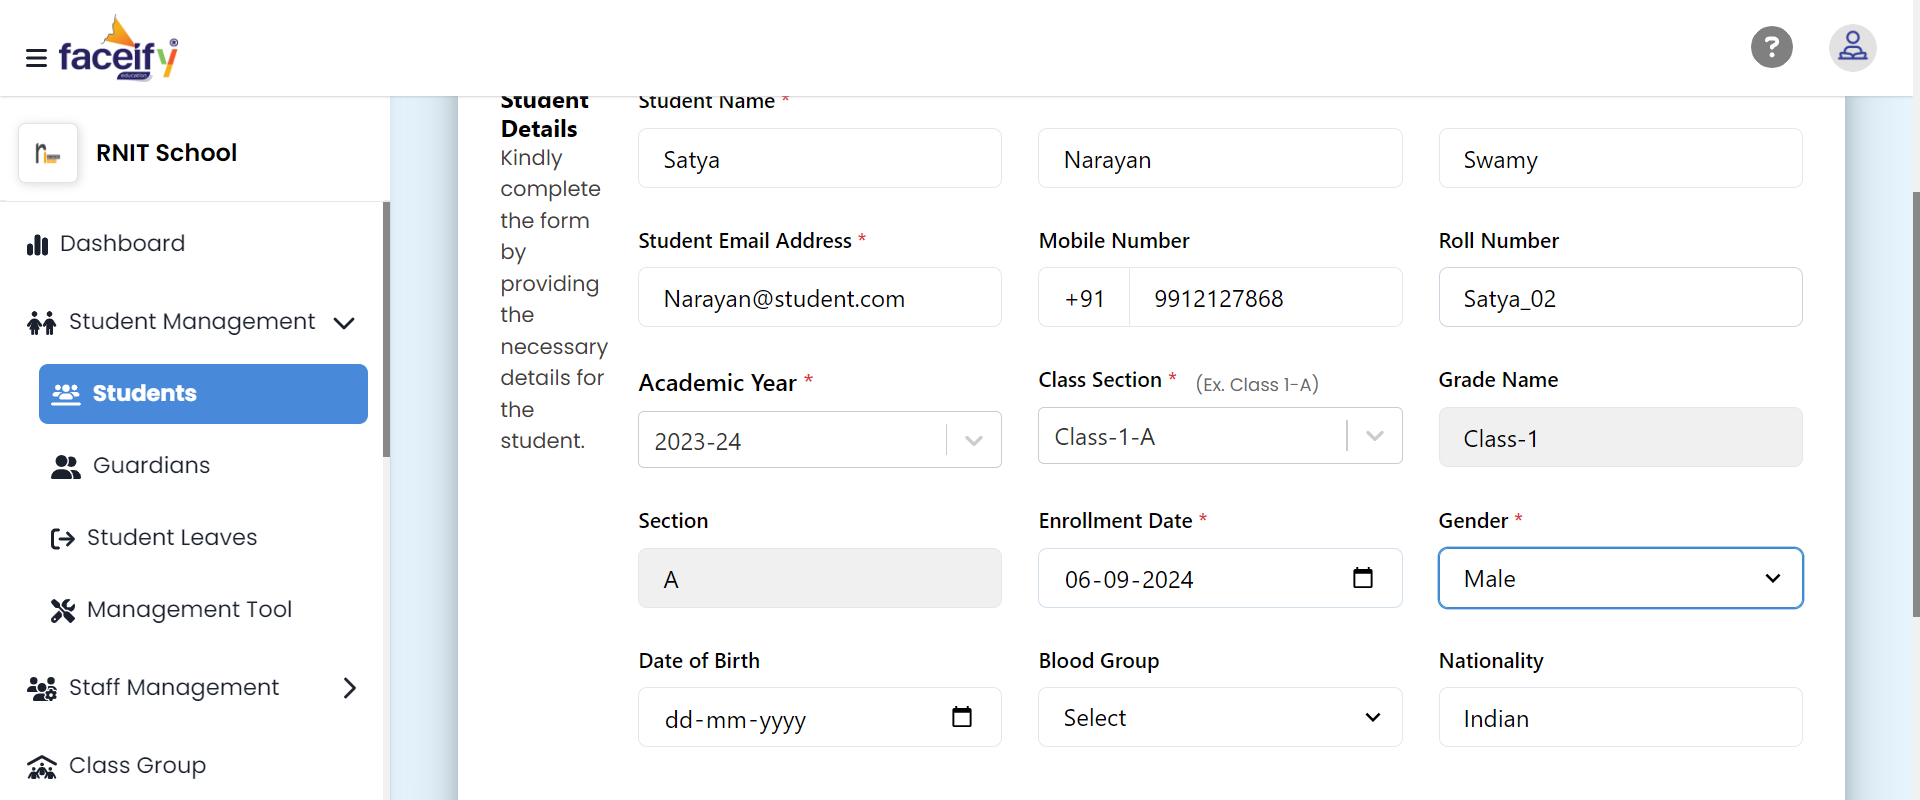 faceify®
education
?
RNIT School
Dashboard
Student Management
Students
Guardians
Student Leaves
Management Tool
Staff Management
Class Group
Student
Details
Kindly
complete
the form
by
providing
the
necessary
details for
the
student.
Student Name *
Satya Narayan Swamy
Student Email Address * Mobile Number Roll Number
Narayan@student.com +91 9912127868 Satya_02
Academic Year * Class Section * (Ex. Class 1-A) Grade Name
2023-24 Class-1-A Class-1
Section Enrollment Date * Gender *
A 06-09-2024 Male
Date of Birth Blood Group Nationality
dd-mm-yyyy Select Indian